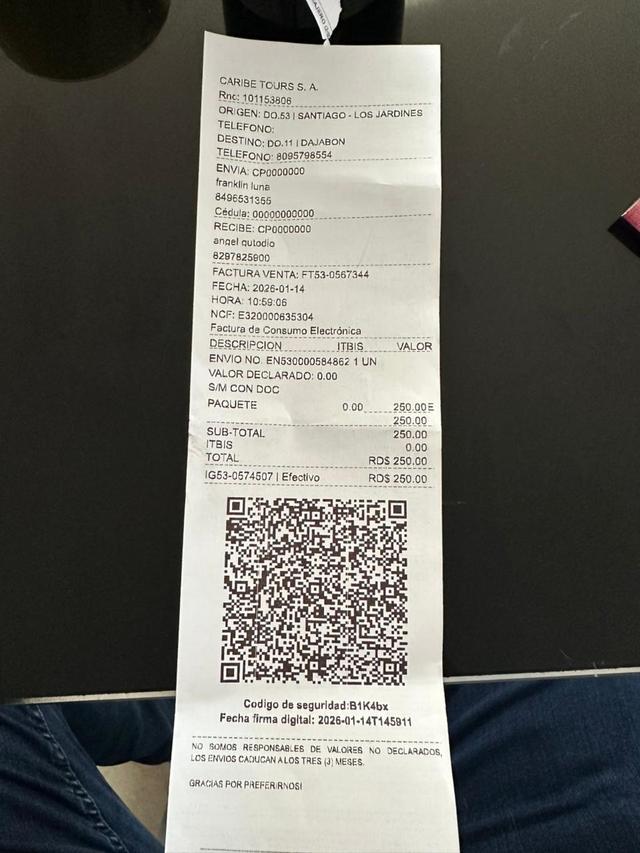 CARIBE TOURS S. A.
Rnc: 101153806
ORIGEN: DO.53 | SANTIAGO - LOS JARDINES
TELEFONO:
DESTINO: DO.11 | DAJABON
TELEFONO: 8095798554
ENVIA: CP0000000
franklin luna
8496531355
Cédula: 00000000000
RECIBE: CP0000000
angel qutodio
8297825900
FACTURA VENTA: FT53-0567344
FECHA: 2026-01-14
HORA: 10:59:06
NCF: E320000635304
Factura de Consumo Electrónica
DESCRIPCION ITBIS VALOR
ENVIO NO. EN530000584862 1 UN
VALOR DECLARADO: 0.00
S/M CON DOC
PAQUETE 0.00 250.00E
250.00
SUB-TOTAL 250.00
ITBIS 0.00
TOTAL RD$ 250.00
IG53-0574507 | Efectivo RD$ 250.00
Codigo de seguridad:B1K4bx
Fecha firma digital: 2026-01-14T145911
NO SOMOS RESPONSABLES DE VALORES NO DECLARADOS,
LOS ENVIOS CADUCAN A LOS TRES (3) MESES.
GRACIAS POR PREFERIRNOS!